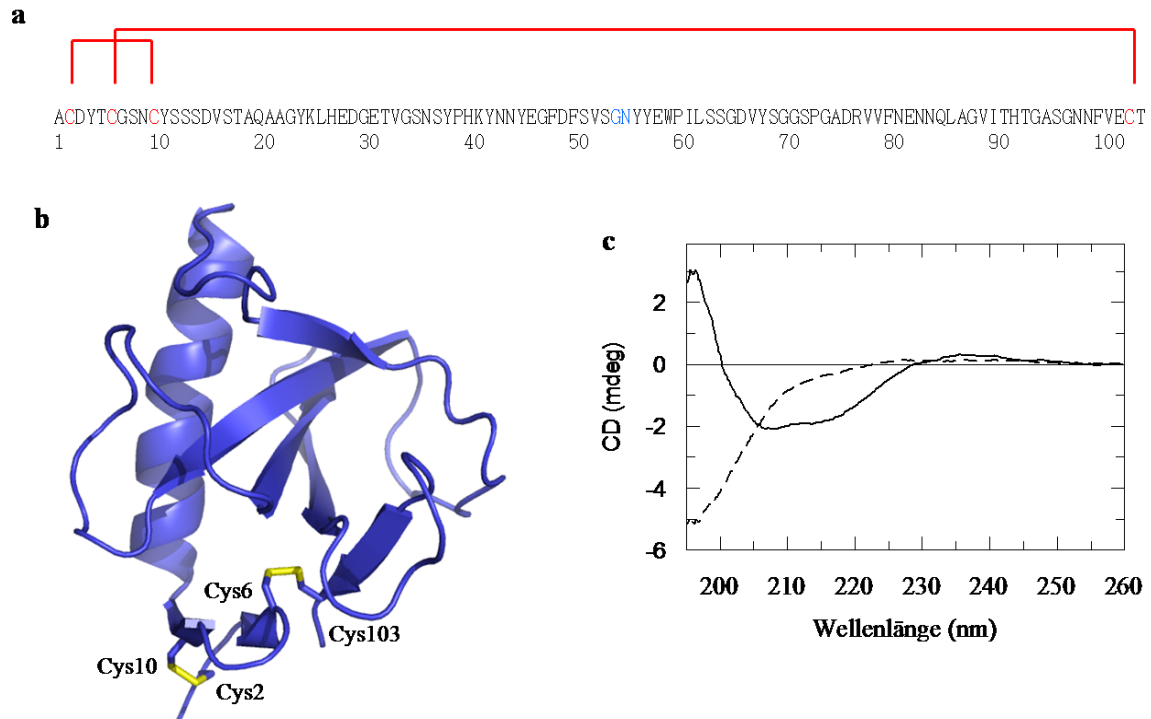 a
ACDYTCGSNCYSSSDVSTAQAAGYKLHEDGETVGSNSYPHKYNNYEGFDFSVSGNYYEWPILSSGDVYSGGSPGADRVVFNENNQLAGVITHTGASGNNFVECT
1 10 20 30 40 50 60 70 80 90 100
b
Cys6
Cys103
Cys10
Cys2
c
CD (mdeg)
2
0
-2
-4
-6
200 210 220 230 240 250 260
Wellenlānge (nm)